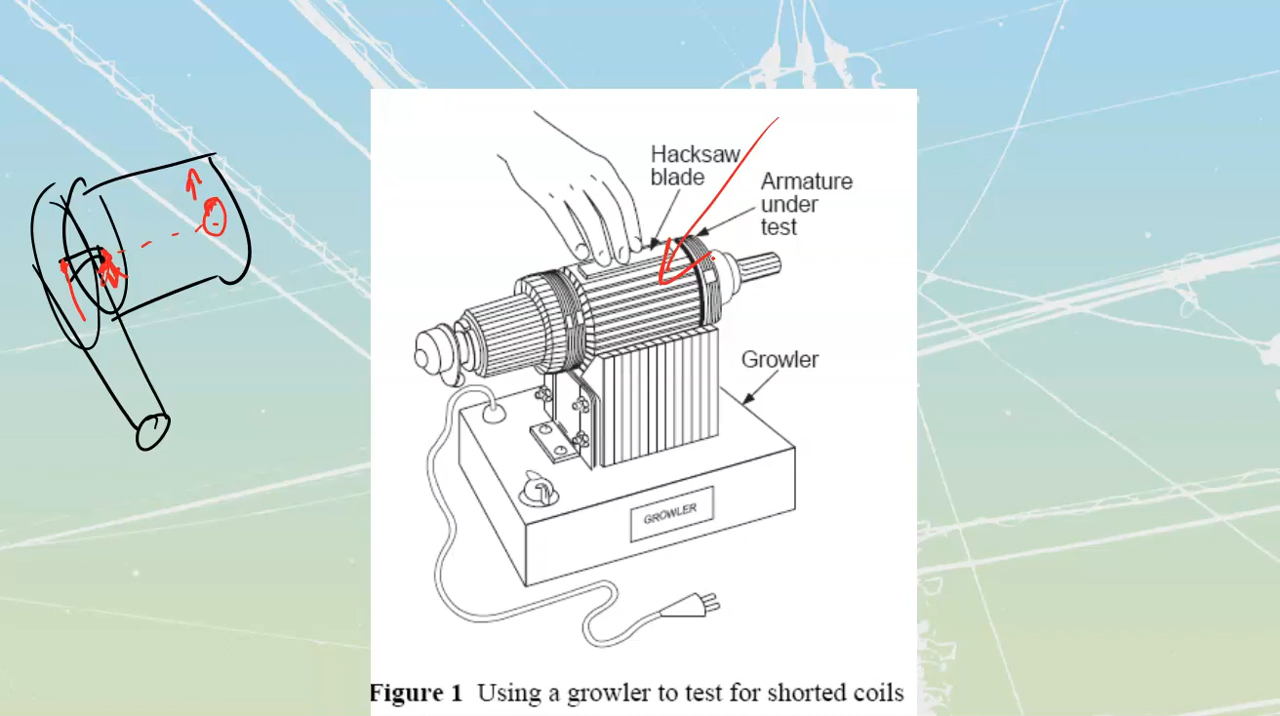 Hacksaw
blade
Armature
under
test
Growler
GROWLER
Figure 1 Using a growler to test for shorted coils